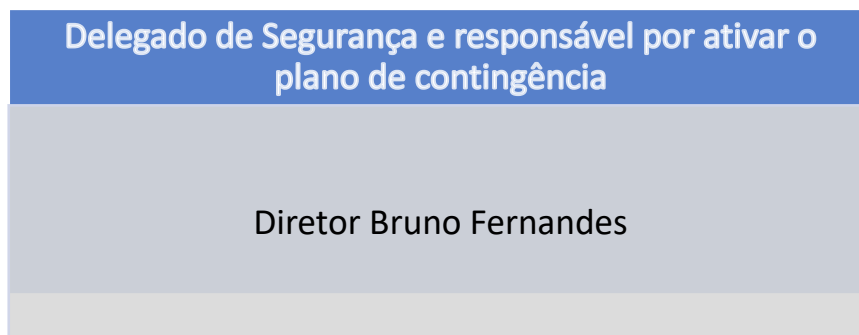 Delegado de Segurança e responsável por ativar o
plano de contingência
Diretor Bruno Fernandes